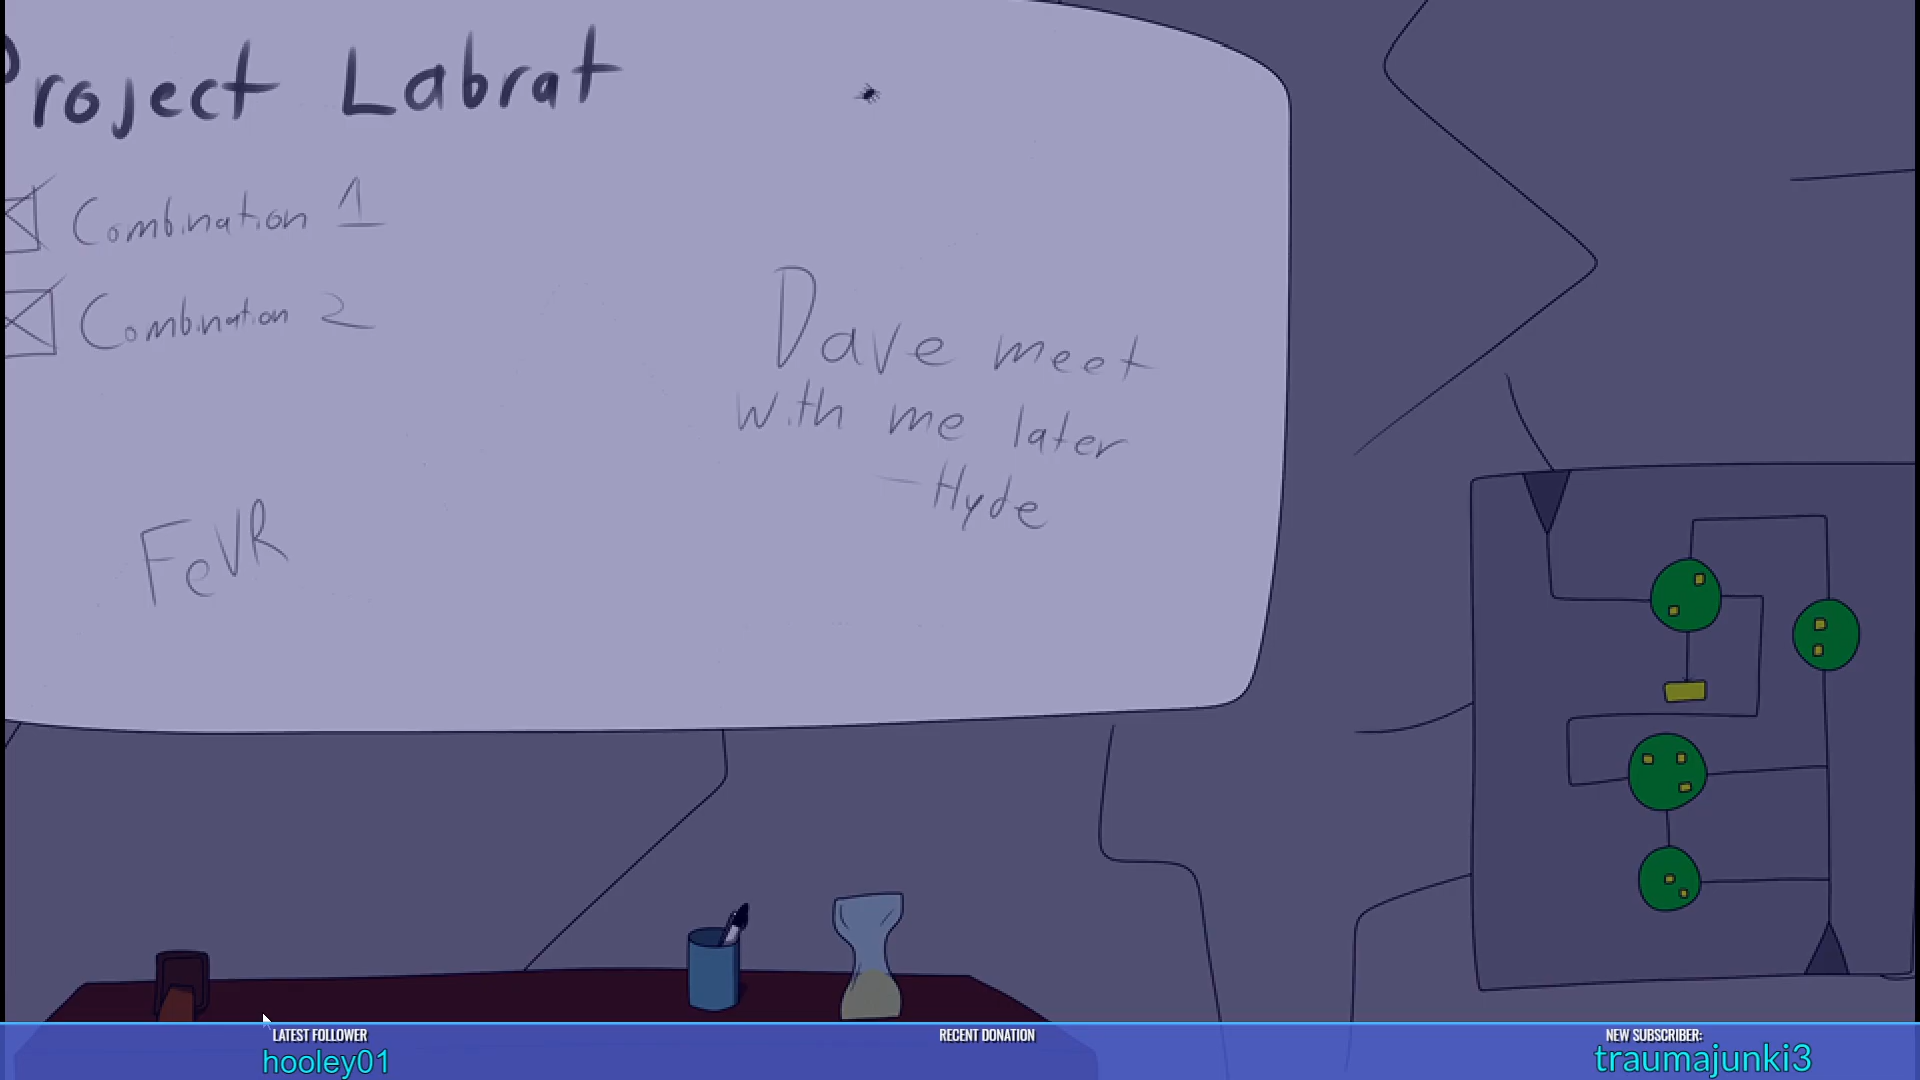 Project Labrat
Combination 1
Combination 2
Dave meet
with me later
—Hyde
FeVR
LATEST FOLLOWER
hooley01
RECENT DONATION
NEW SUBSCRIBER:
traumajunki3